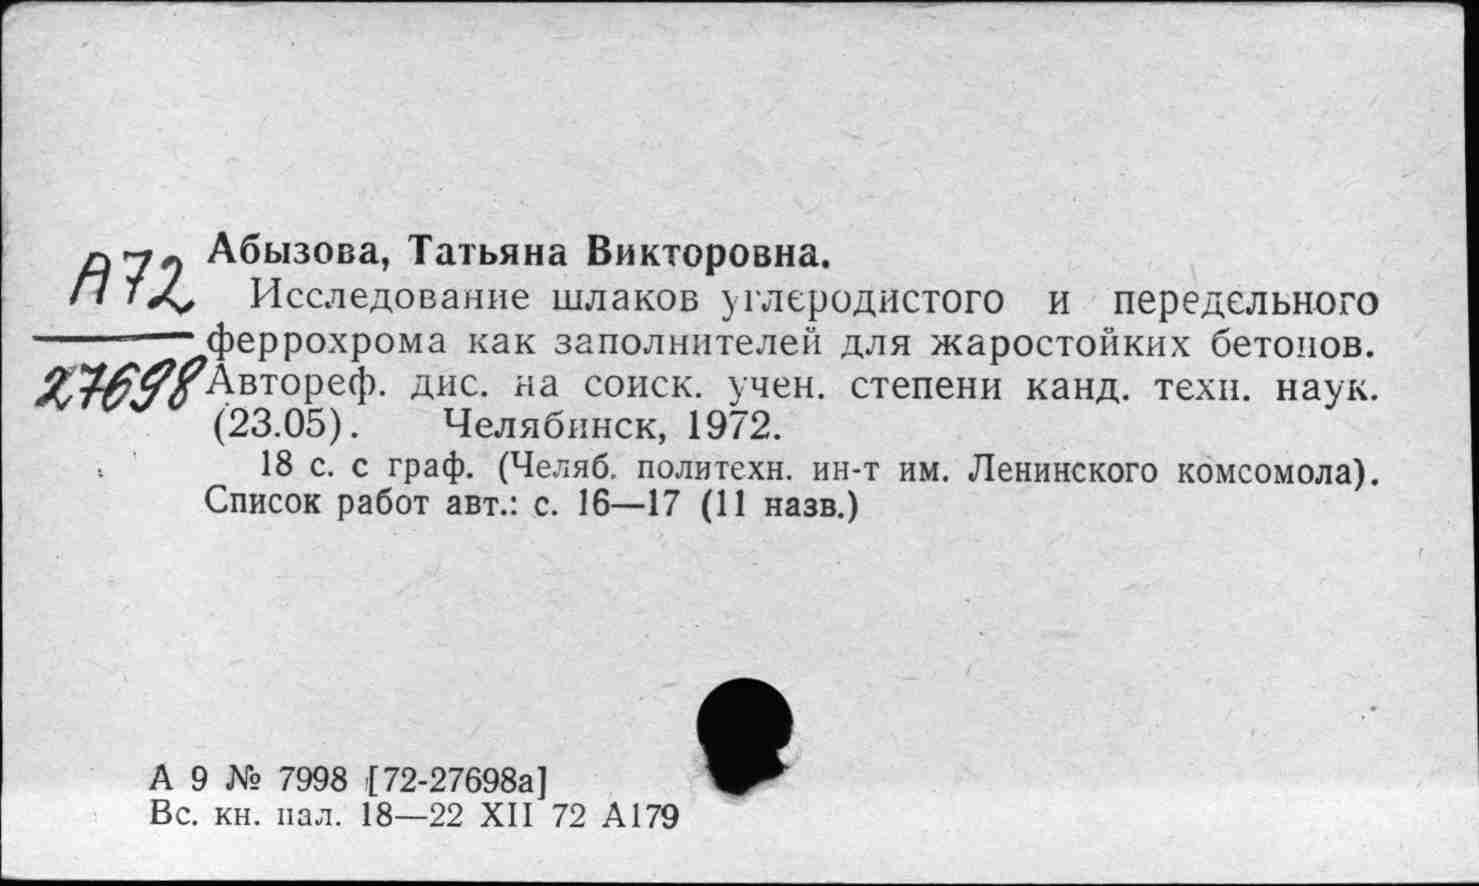 А72
27698
Абызова, Татьяна Викторовна.
Исследование шлаков углеродистого и передельного
феррохрома как заполнителей для жаростойких бетонов.
Автореф. дис. на соиск. учен. степени канд. техн. наук.
(23.05). Челябинск, 1972.
18 с. с граф. (Челяб. политехн. ин-т им. Ленинского комсомола).
Список работ авт.: с. 16—17 (11 назв.)
А 9 № 7998 [72-27698а]
Вс. кн. пал. 18—22 XII 72 А179